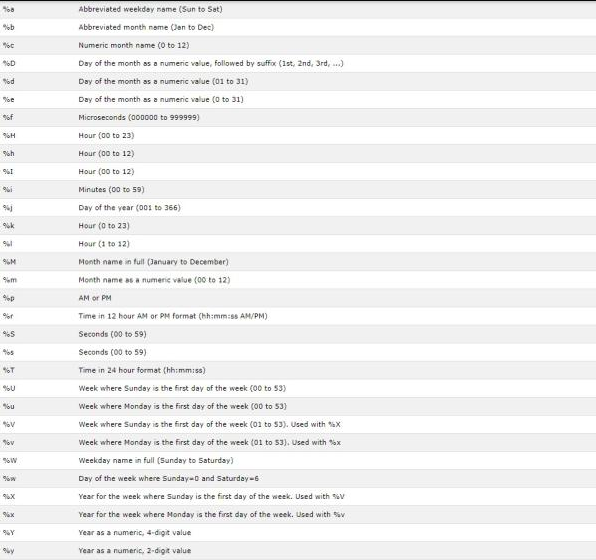 %a Abbreviated weekday name (Sun to Sat)
%b Abbreviated month name (Jan to Dec)
%c Numeric month name (0 to 12)
%D Day of the month as a numeric value, followed by suffix (1st, 2nd, 3rd, ...)
%d Day of the month as a numeric value (01 to 31)
%e Day of the month as a numeric value (0 to 31)
%f Microseconds (000000 to 999999)
%H Hour (00 to 23)
%h Hour (00 to 12)
%I Hour (00 to 12)
%i Minutes (00 to 59)
%j Day of the year (001 to 366)
%k Hour (0 to 23)
%l Hour (1 to 12)
%M Month name in full (January to December)
%m Month name as a numeric value (00 to 12)
%p AM or PM
%r Time in 12 hour AM or PM format (hh:mm:ss AM/PM)
%S Seconds (00 to 59)
%s Seconds (00 to 59)
%T Time in 24 hour format (hh:mm:ss)
%U Week where Sunday is the first day of the week (00 to 53)
%u Week where Monday is the first day of the week (00 to 53)
%V Week where Sunday is the first day of the week (01 to 53). Used with %X
%v Week where Monday is the first day of the week (01 to 53). Used with %x
%W Weekday name in full (Sunday to Saturday)
%w Day of the week where Sunday=0 and Saturday=6
%X Year for the week where Sunday is the first day of the week. Used with %V
%x Year for the week where Monday is the first day of the week. Used with %v
%Y Year as a numeric, 4-digit value
%y Year as a numeric, 2-digit value